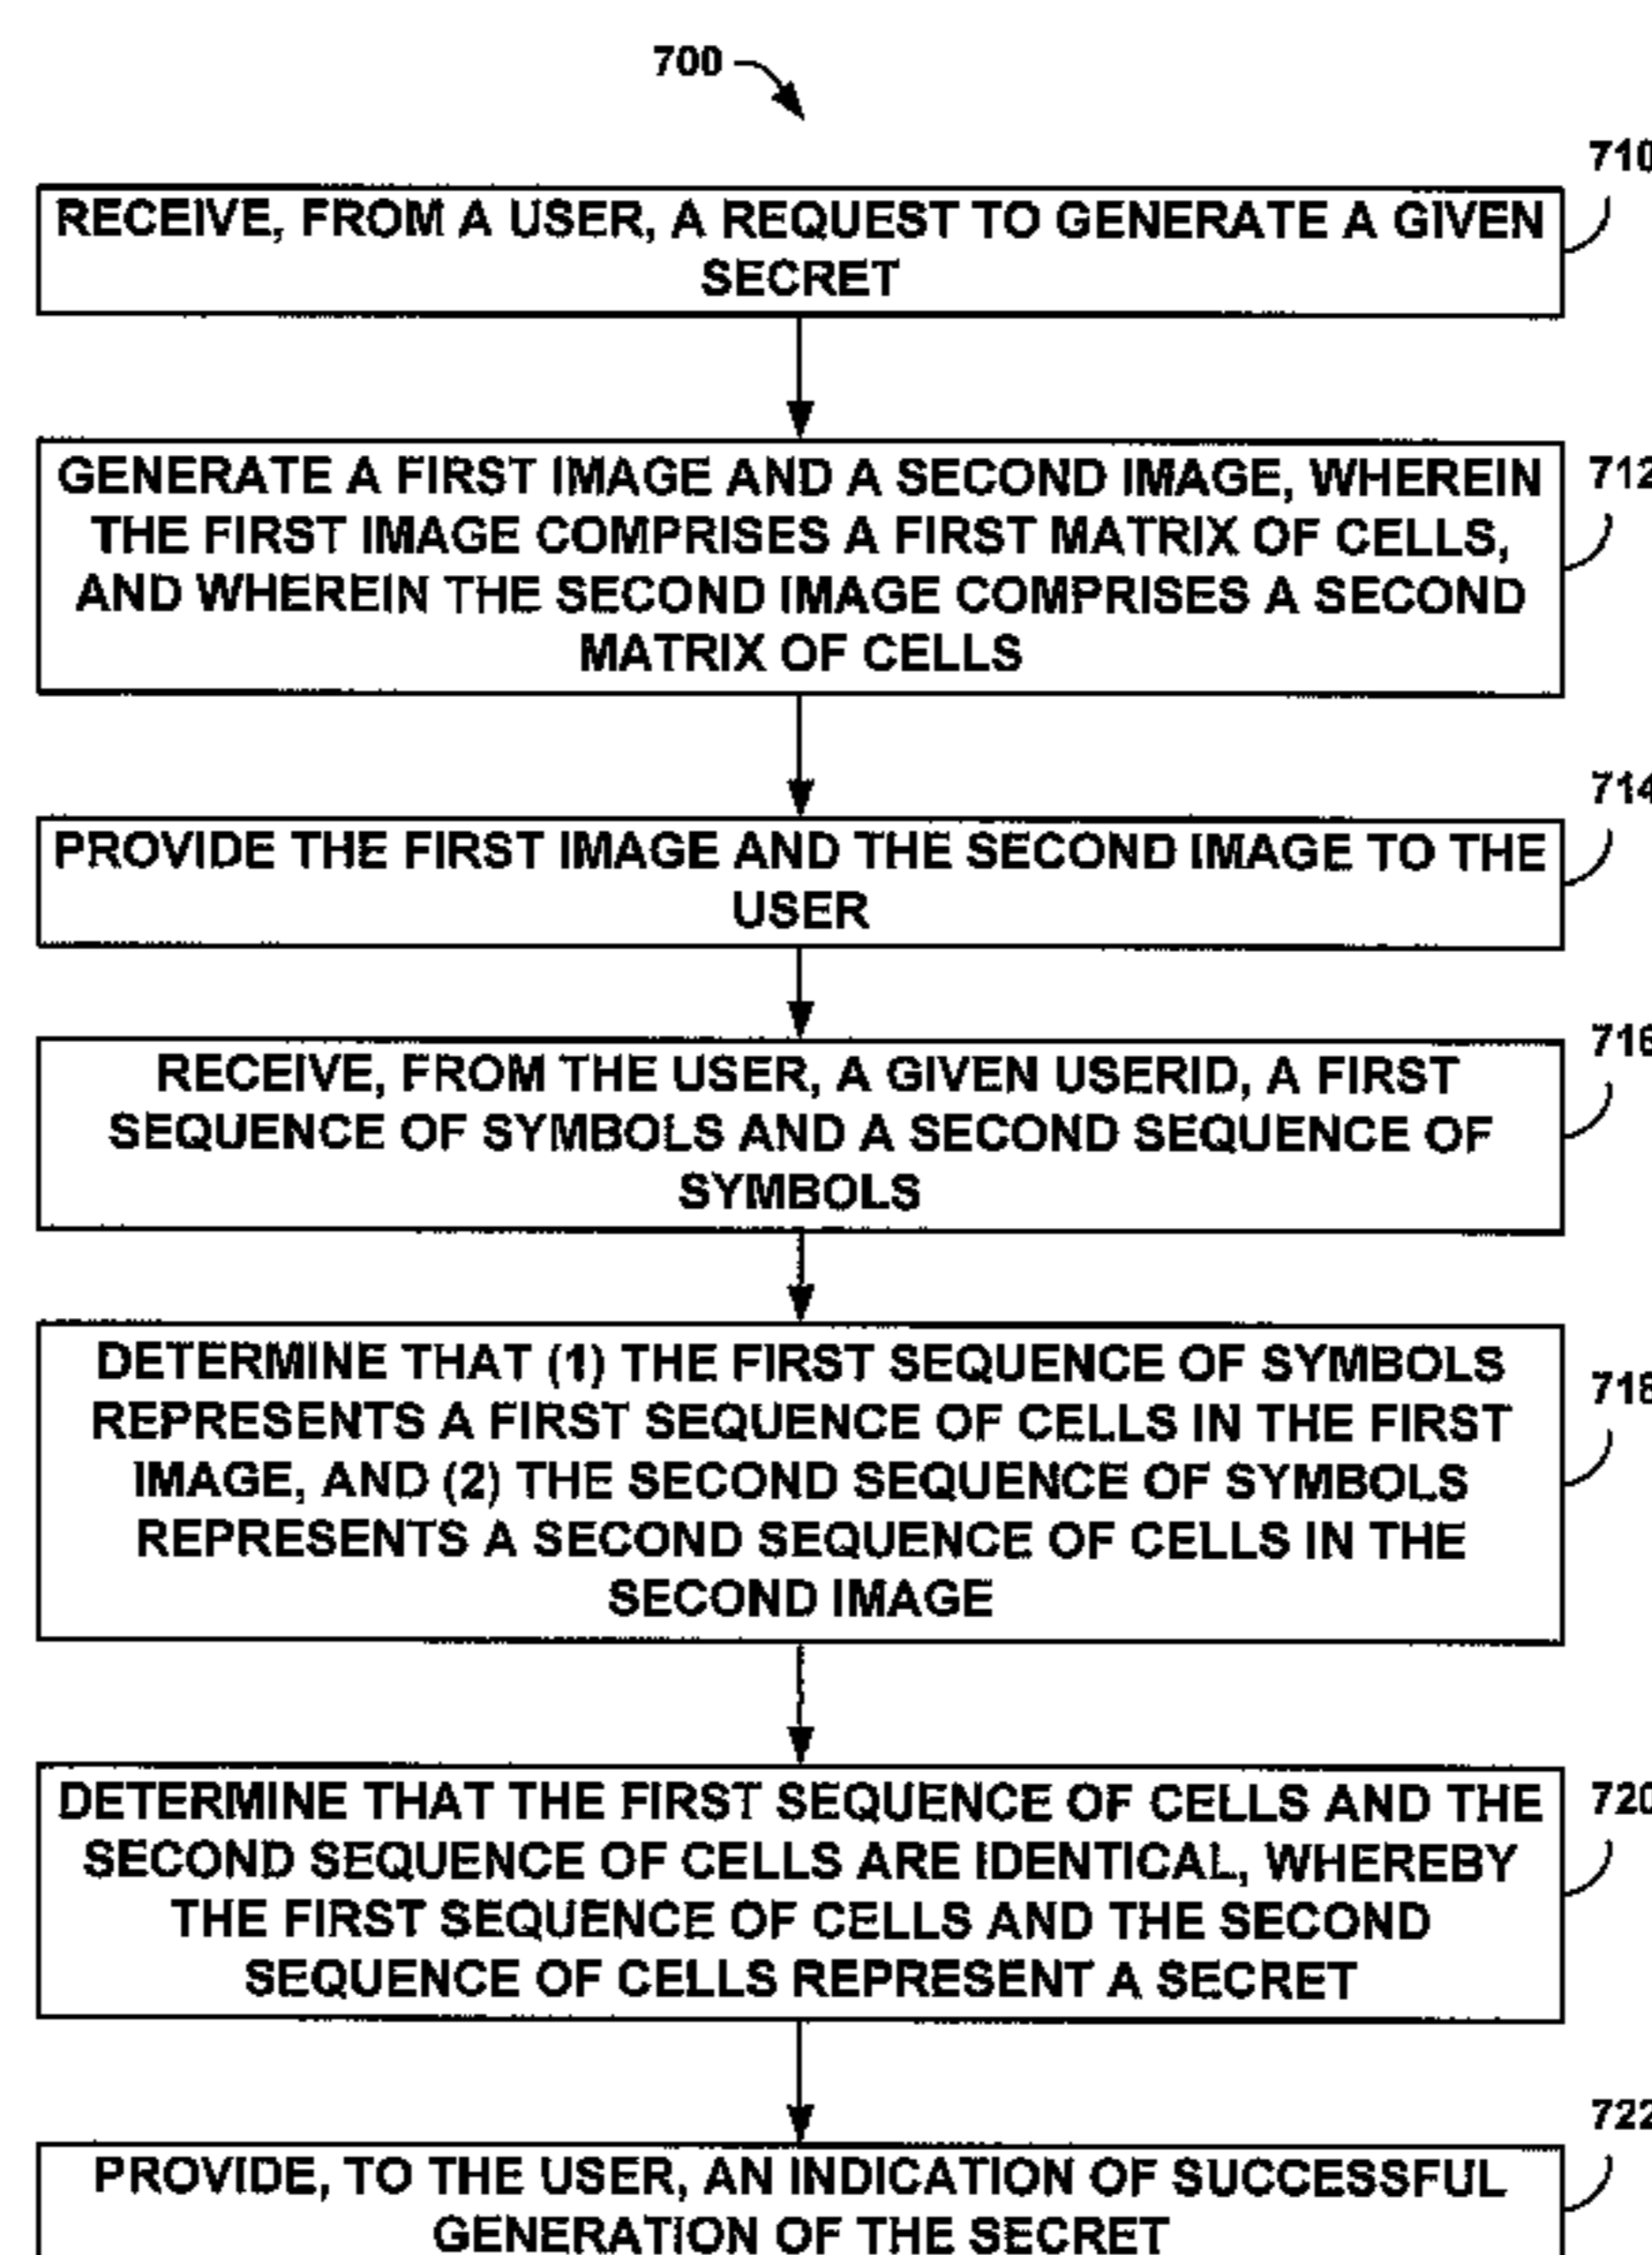 700
710
RECEIVE, FROM A USER, A REQUEST TO GENERATE A GIVEN
SECRET
GENERATE A FIRST IMAGE AND A SECOND IMAGE, WHEREIN
712
THE FIRST IMAGE COMPRISES A FIRST MATRIX OF CELLS,
AND WHEREIN THE SECOND IMAGE COMPRISES A SECOND
MATRIX OF CELLS
714
PROVIDE THE FIRST IMAGE AND THE SECOND IMAGE TO THE
USER
716
RECEIVE, FROM THE USER, A GIVEN USERID, A FIRST
SEQUENCE OF SYMBOLS AND A SECOND SEQUENCE OF
SYMBOLS
DETERMINE THAT (1) THE FIRST SEQUENCE OF SYMBOLS
718
REPRESENTS A FIRST SEQUENCE OF CELLS IN THE FIRST
IMAGE, AND (2) THE SECOND SEQUENCE OF SYMBOLS
REPRESENTS A SECOND SEQUENCE OF CELLS IN THE
SECOND IMAGE
DETERMINE THAT THE FIRST SEQUENCE OF CELLS AND THE
720
SECOND SEQUENCE OF CELLS ARE IDENTICAL, WHEREBY
THE FIRST SEQUENCE OF CELLS AND THE SECOND
SEQUENCE OF CELLS REPRESENT A SECRET
722
PROVIDE, TO THE USER, AN INDICATION OF SUCCESSFUL
GENERATION OF THE SECRET